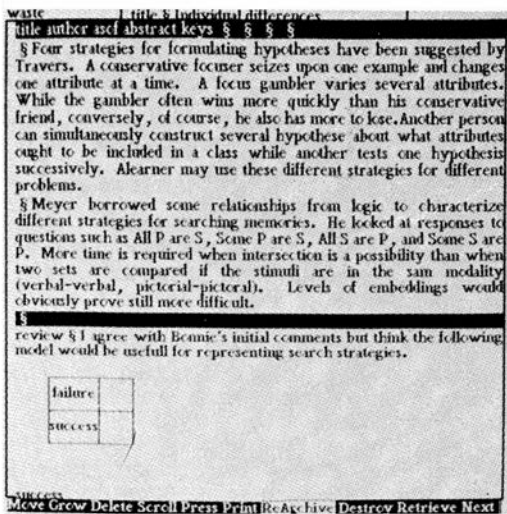 waste title § Individual differences
title author ascf abstract keys § § § § §
§ Four strategies for formulating hypotheses have been suggested by
Travers. A conservative focuser seizes upon one example and changes
one attribute at a time. A focus gambler varies several attributes.
While the gambler often wins more quickly than his conservative
friend, conversely, of course, he also has more to lose.Another person
can simultaneously construct several hypothese about what attributes
ought to be included in a class while another tests one hypothesis
successively. Alearner may use these different strategies for different
problems.
§ Meyer borrowed some relationships from logic to characterize
different strategies for searching memories. He looked at responses to
questions such as All P are S, Some P are S, All S are P, and Some S are
P. More time is required when intersection is a possibility than when
two sets are compared if the stimuli are in the sam modality
(verbal-verbal, pictorial-pictoral). Levels of embeddings would
obviously prove still more difficult.
§
review § I agree with Bonnie's initial comments but think the following
model would be usefull for representing search strategies.
failure
success
success
Move Grow Delete Scroll Press Print ReArchive Destroy Retrieve Next